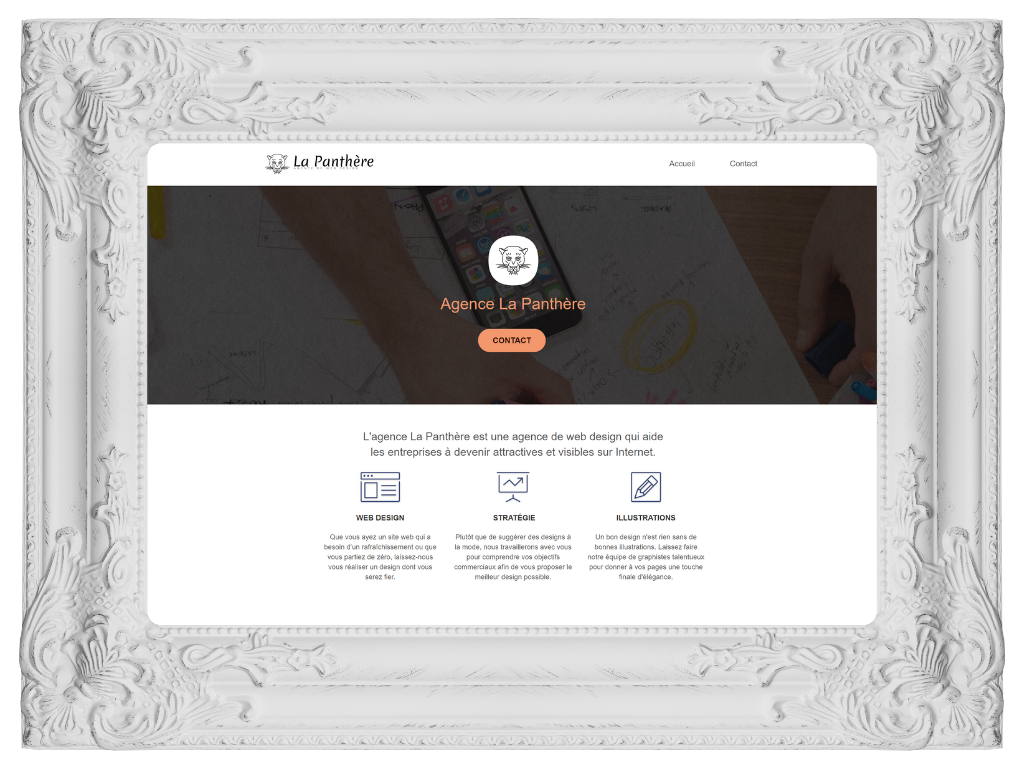 La Panthère
Accueil
Contact
Agence La Panthère
CONTACT
L'agence La Panthère est une agence de web design qui aide
les entreprises à devenir attractives et visibles sur Internet.
WEB DESIGN
Que vous ayez un site web qui a
besoin d'un rafraîchissement ou que
vous partiez de zéro, laissez-nous
vous réaliser un design dont vous
serez fier.
STRATÉGIE
Plutôt que de suggérer des designs à
la mode, nous travaillerons avec vous
pour comprendre vos objectifs
commerciaux afin de vous proposer le
meilleur design possible.
ILLUSTRATIONS
Un bon design n'est rien sans de
bonnes illustrations. Laissez faire
notre équipe de graphistes talentueux
pour donner à vos pages une touche
finale d'élégance.